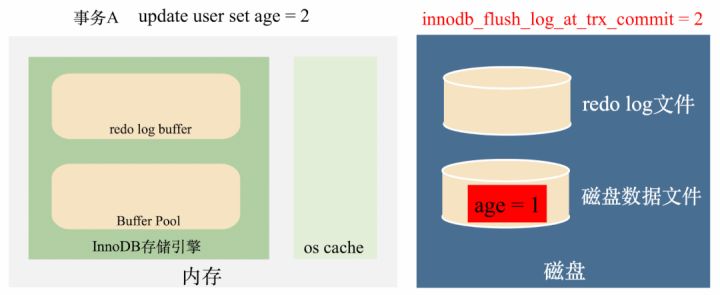 事务A update user set age = 2
innodb_flush_log_at_trx_commit = 2
redo log buffer
Buffer Pool
InnoDB存储引擎
os cache
内存
redo log文件
age = 1
磁盘数据文件
磁盘